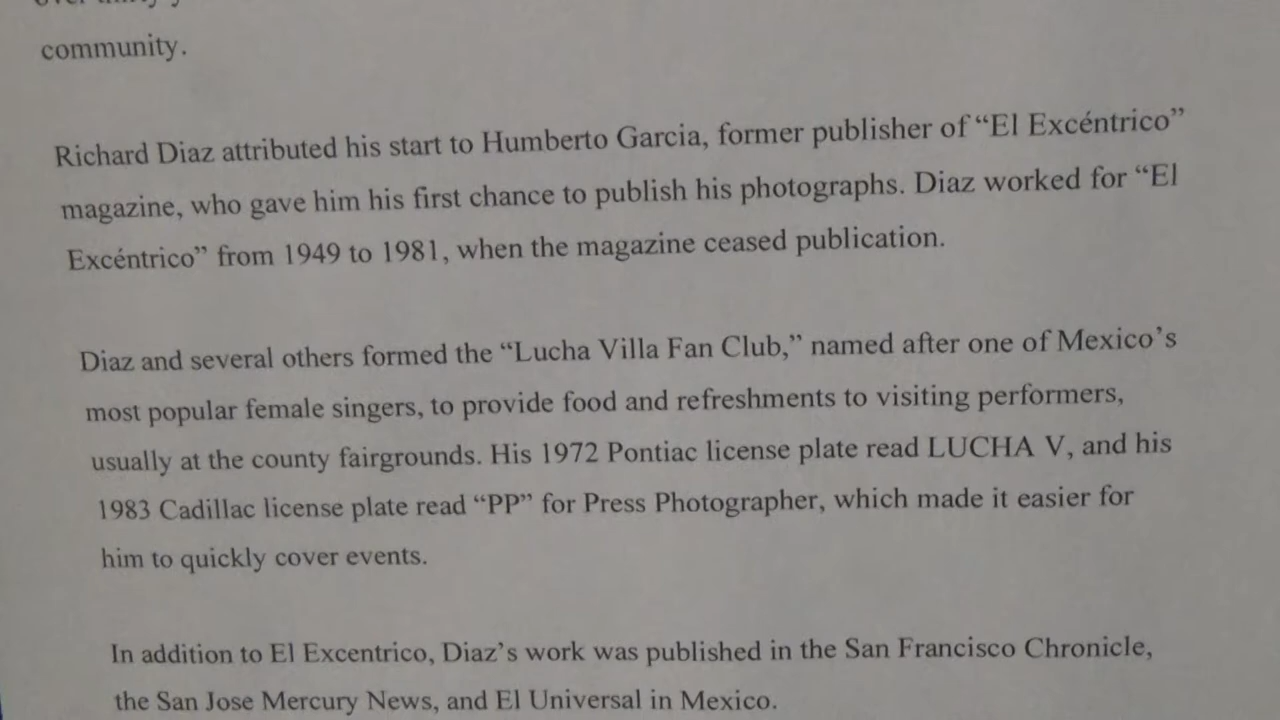 community.
Richard Diaz attributed his start to Humberto Garcia, former publisher of “El Excéntrico”
magazine, who gave him his first chance to publish his photographs. Diaz worked for “El
Excéntrico” from 1949 to 1981, when the magazine ceased publication.
Diaz and several others formed the “Lucha Villa Fan Club,” named after one of Mexico’s
most popular female singers, to provide food and refreshments to visiting performers,
usually at the county fairgrounds. His 1972 Pontiac license plate read LUCHA V, and his
1983 Cadillac license plate read “PP” for Press Photographer, which made it easier for
him to quickly cover events.
In addition to El Excentrico, Diaz’s work was published in the San Francisco Chronicle,
the San Jose Mercury News, and El Universal in Mexico.